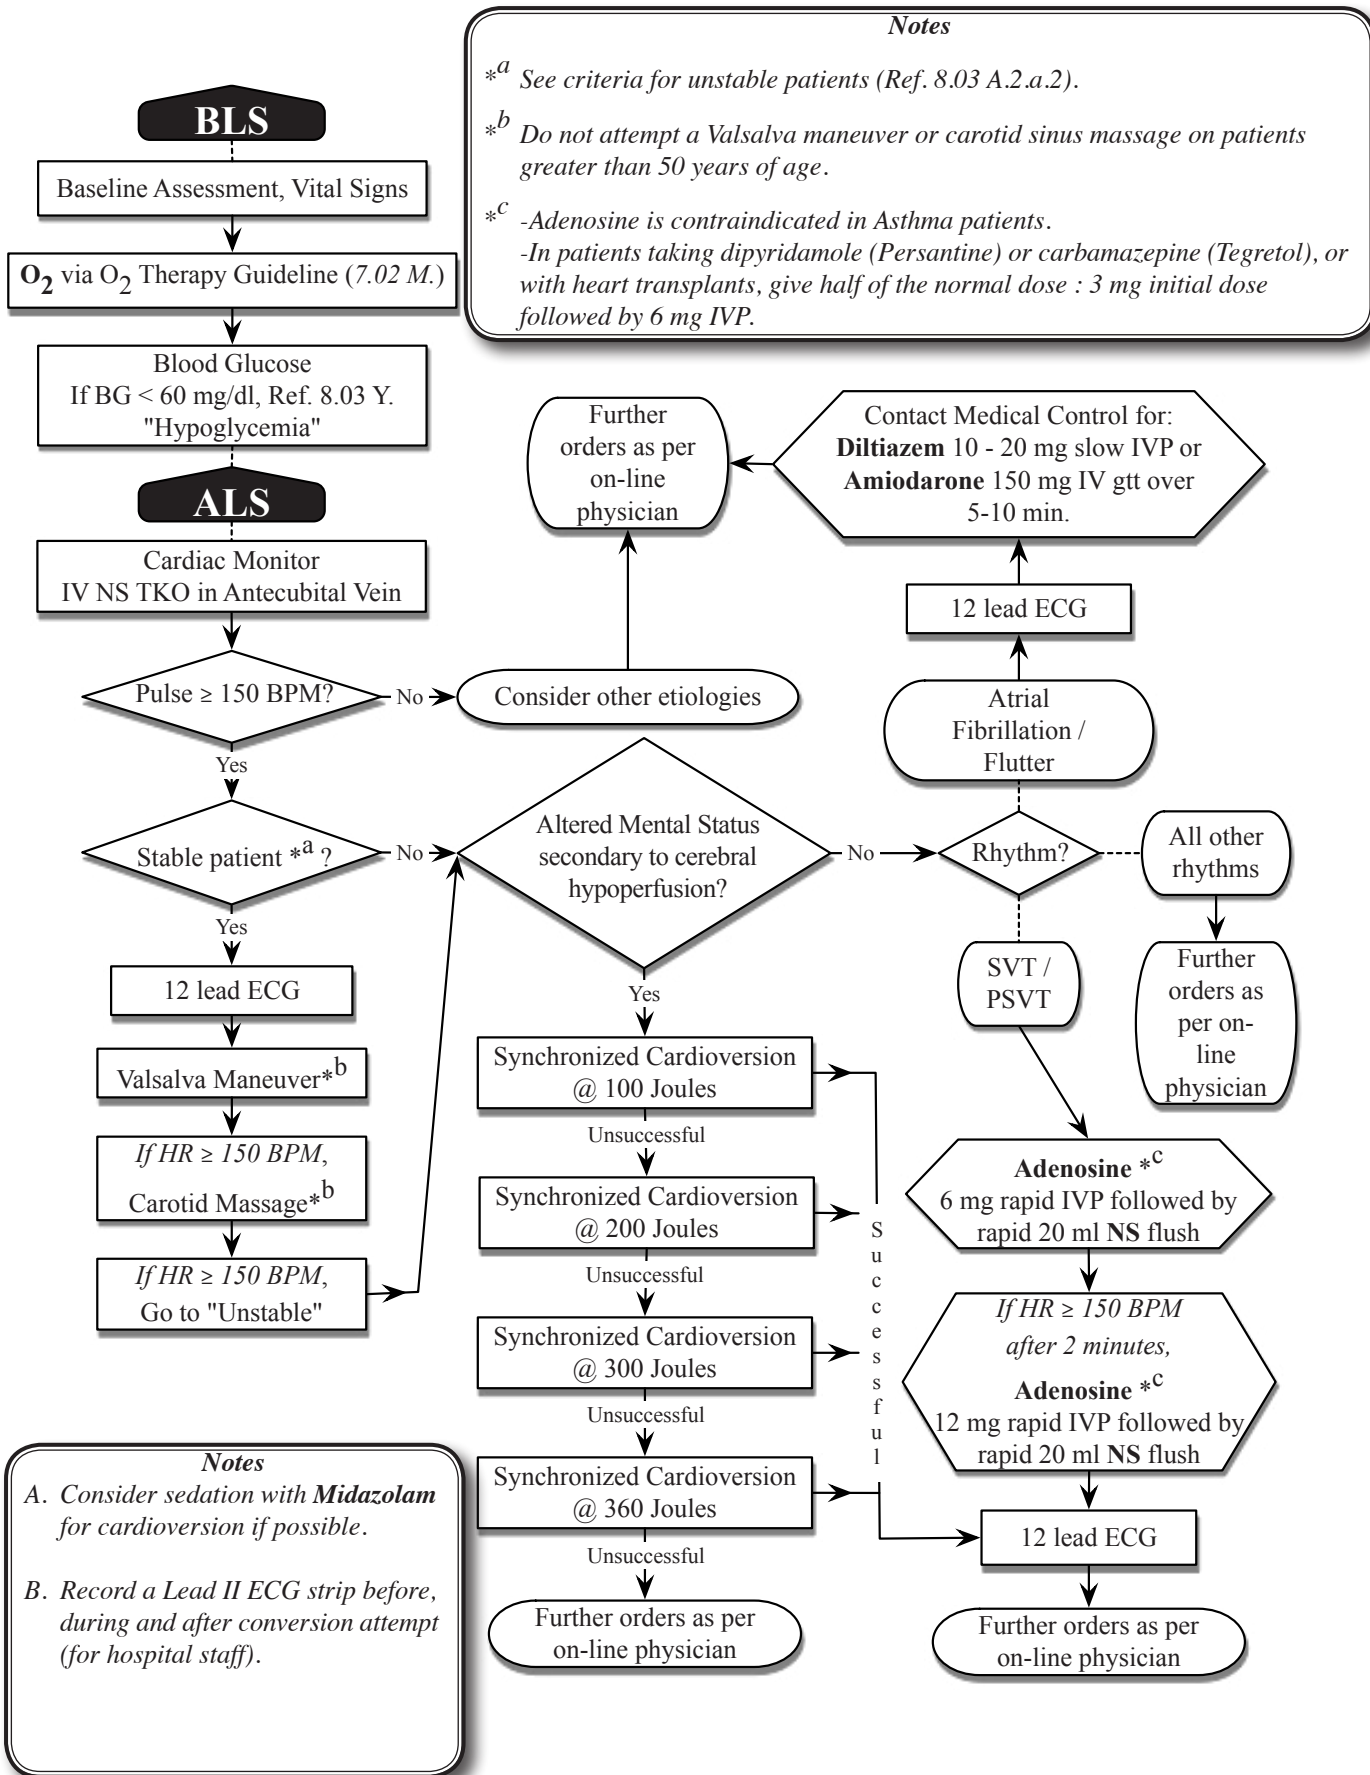 Notes
*a See criteria for unstable patients (Ref. 8.03 A.2.a.2).
*b Do not attempt a Valsalva maneuver or carotid sinus massage on patients
greater than 50 years of age.
*c -Adenosine is contraindicated in Asthma patients.
-In patients taking dipyridamole (Persantine) or carbamazepine (Tegretol), or
with heart transplants, give half of the normal dose : 3 mg initial dose
followed by 6 mg IVP.
BLS
Baseline Assessment, Vital Signs
O2 via O2 Therapy Guideline (7.02 M.)
Blood Glucose
If BG < 60 mg/dl, Ref. 8.03 Y.
"Hypoglycemia"
ALS
Cardiac Monitor
IV NS TKO in Antecubital Vein
Pulse ≥ 150 BPM?
No
Consider other etiologies
Further
orders as per
on-line
physician
Contact Medical Control for:
Diltiazem 10 - 20 mg slow IVP or
Amiodarone 150 mg IV gtt over
5-10 min.
12 lead ECG
Atrial
Fibrillation /
Flutter
Yes
Stable patient *a ?
No
Altered Mental Status
secondary to cerebral
hypoperfusion?
No
Rhythm?
All other
rhythms
Further
orders as
per on-
line
physician
SVT /
PSVT
Yes
12 lead ECG
Valsalva Maneuver*b
If HR ≥ 150 BPM,
Carotid Massage*b
If HR ≥ 150 BPM,
Go to "Unstable"
Yes
Synchronized Cardioversion
@ 100 Joules
Unsuccessful
Synchronized Cardioversion
@ 200 Joules
Unsuccessful
Synchronized Cardioversion
@ 300 Joules
Unsuccessful
Synchronized Cardioversion
@ 360 Joules
Unsuccessful
Further orders as per
on-line physician
S
u
c
c
e
s
s
f
u
l
Adenosine *c
6 mg rapid IVP followed by
rapid 20 ml NS flush
If HR ≥ 150 BPM
after 2 minutes,
Adenosine *c
12 mg rapid IVP followed by
rapid 20 ml NS flush
12 lead ECG
Further orders as per
on-line physician
Notes
A. Consider sedation with Midazolam
for cardioversion if possible.
B. Record a Lead II ECG strip before,
during and after conversion attempt
(for hospital staff).